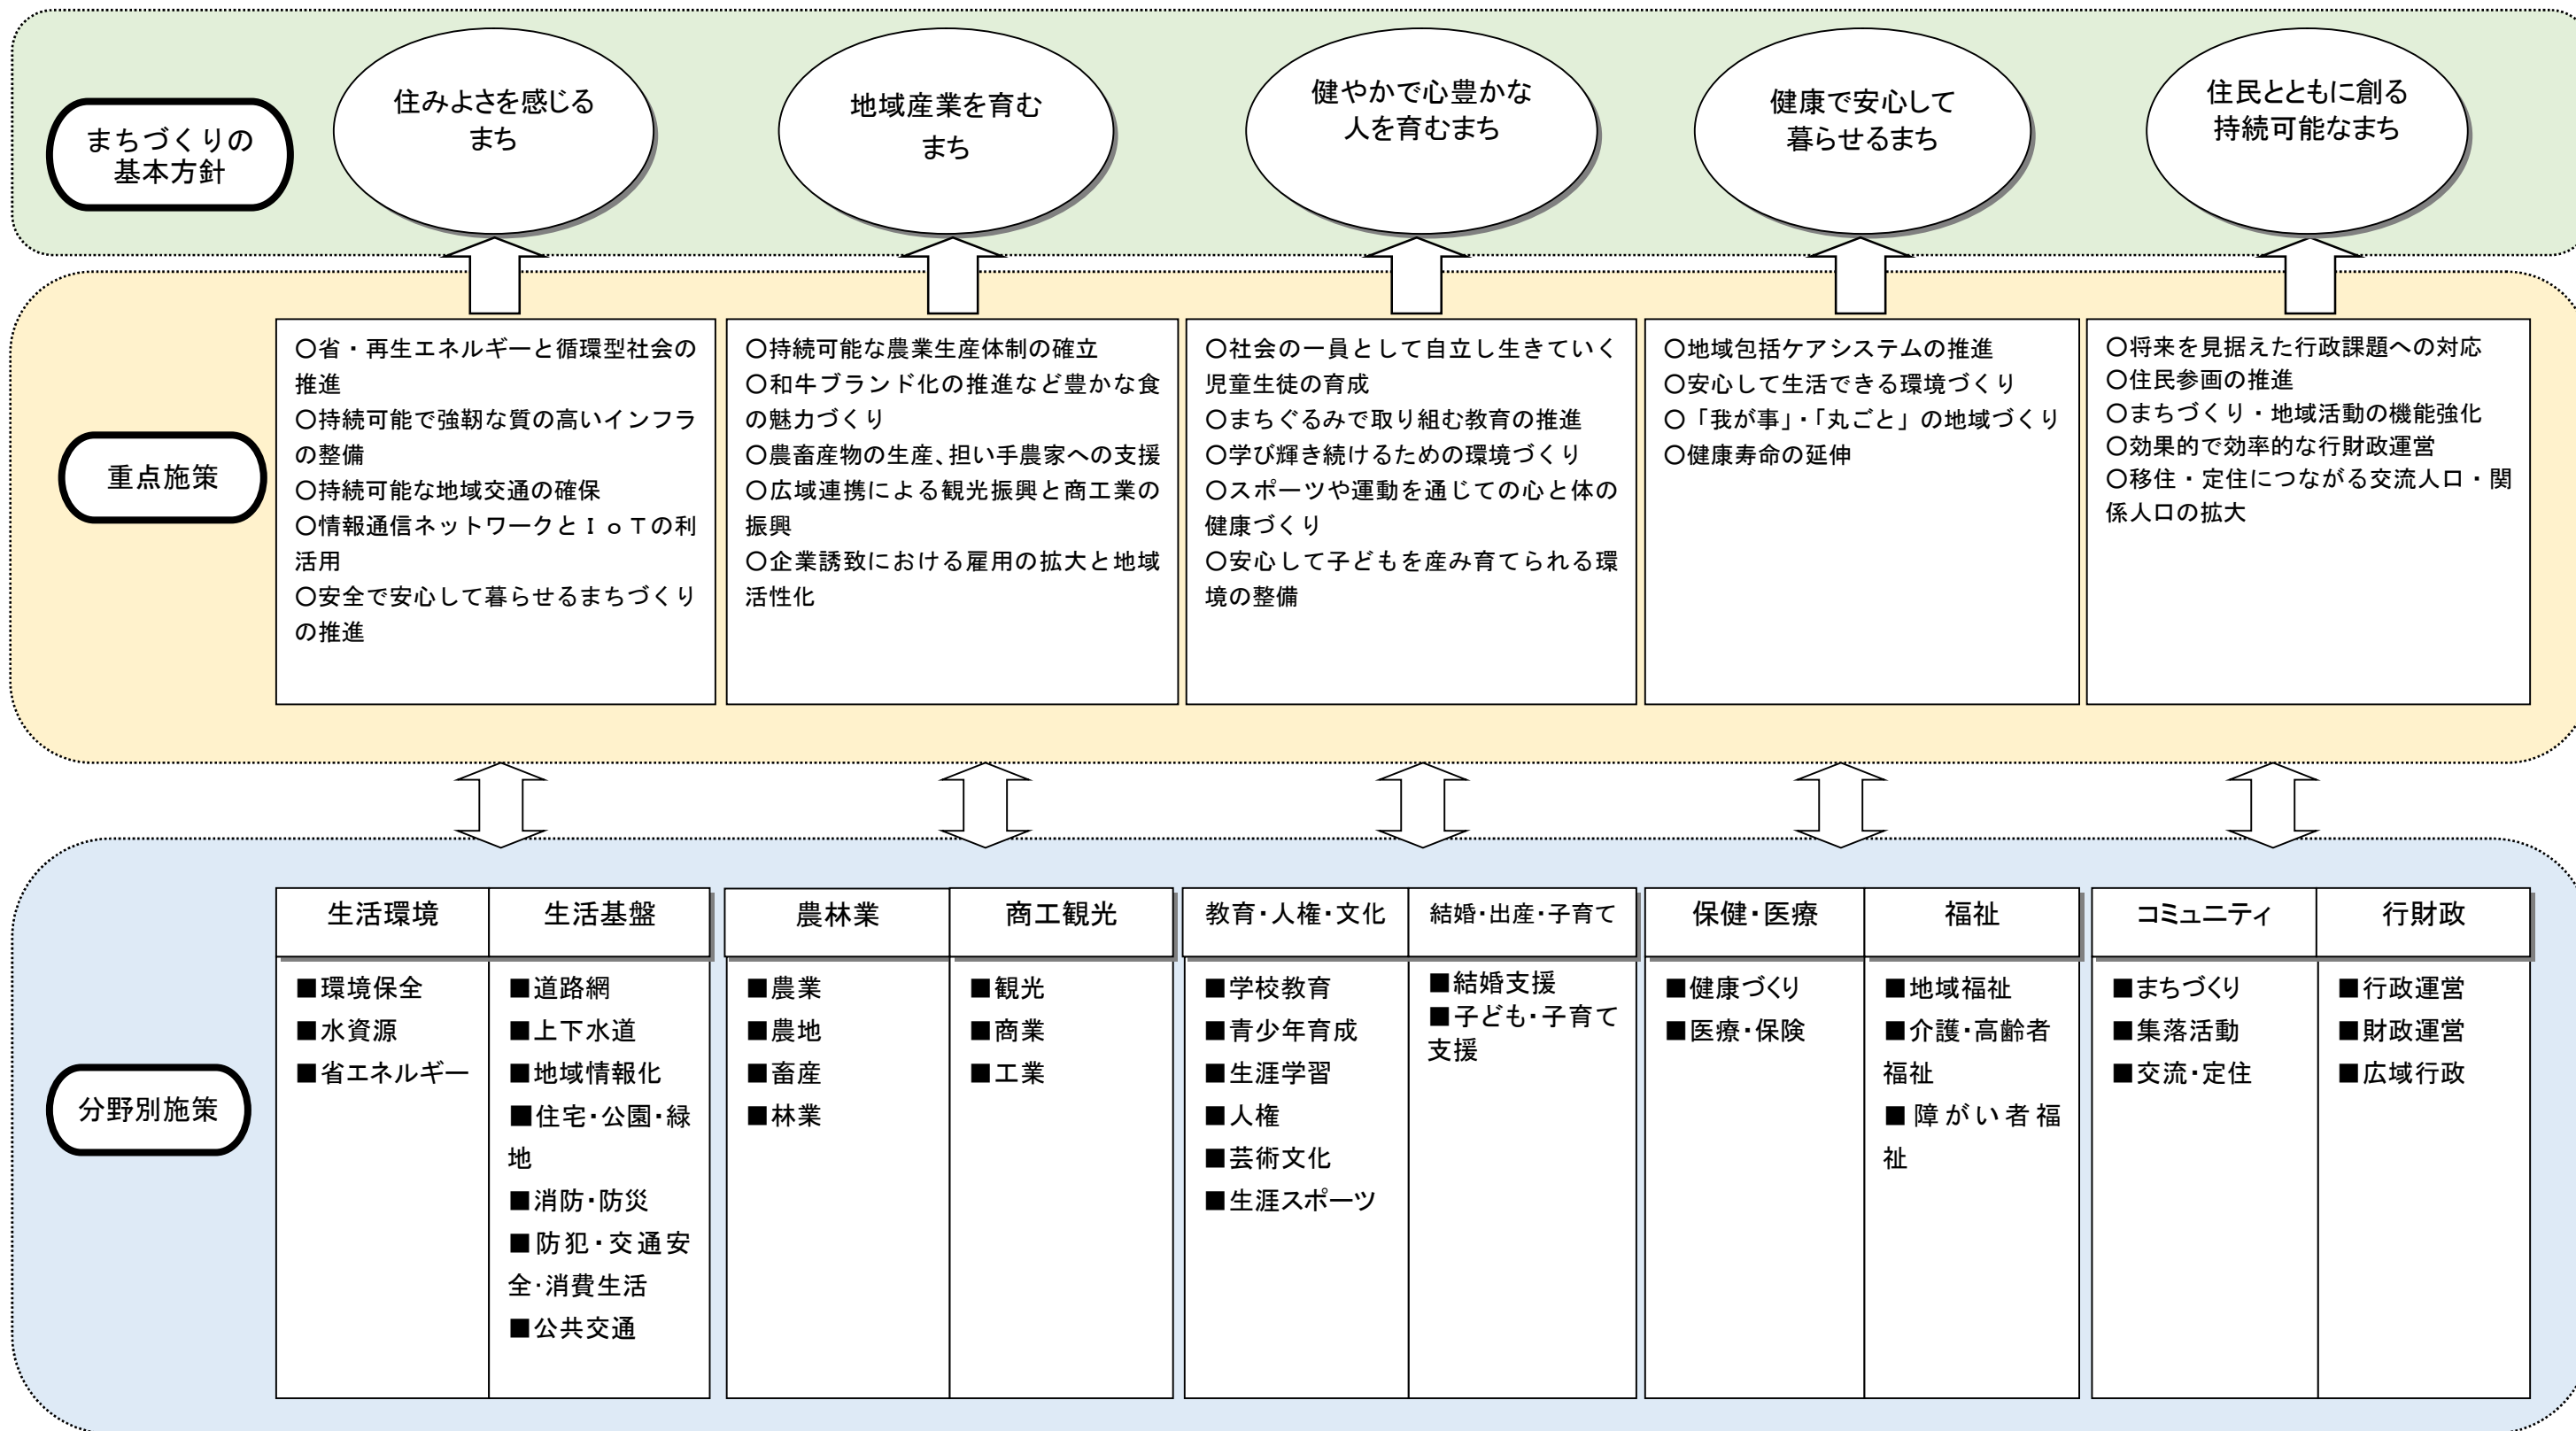 まちづくりの
基本方針
住みよさを感じる
まち
地域産業を育む
まち
健やかで心豊かな
人を育むまち
健康で安心して
暮らせるまち
住民とともに創る
持続可能なまち
重点施策
○省・再生エネルギーと循環型社会の
推進
○持続可能で強靭な質の高いインフラ
の整備
○持続可能な地域交通の確保
○情報通信ネットワークとＩｏＴの利
活用
○安全で安心して暮らせるまちづくり
の推進
○持続可能な農業生産体制の確立
○和牛ブランド化の推進など豊かな食
の魅力づくり
○農畜産物の生産、担い手農家への支援
○広域連携による観光振興と商工業の
振興
○企業誘致における雇用の拡大と地域
活性化
○社会の一員として自立し生きていく
児童生徒の育成
○まちぐるみで取り組む教育の推進
○学び輝き続けるための環境づくり
○スポーツや運動を通じての心と体の
健康づくり
○安心して子どもを産み育てられる環
境の整備
○地域包括ケアシステムの推進
○安心して生活できる環境づくり
○「我が事」・「丸ごと」の地域づくり
○健康寿命の延伸
○将来を見据えた行政課題への対応
○住民参画の推進
○まちづくり・地域活動の機能強化
○効果的で効率的な行財政運営
○移住・定住につながる交流人口・関
係人口の拡大
分野別施策
生活環境
■環境保全
■水資源
■省エネルギー
生活基盤
■道路網
■上下水道
■地域情報化
■住宅・公園・緑
地
■消防・防災
■防犯・交通安
全・消費生活
■公共交通
農林業
■農業
■農地
■畜産
■林業
商工観光
■観光
■商業
■工業
教育・人権・文化
■学校教育
■青少年育成
■生涯学習
■人権
■芸術文化
■生涯スポーツ
結婚・出産・子育て
■結婚支援
■子ども・子育て
支援
保健・医療
■健康づくり
■医療・保険
福祉
■地域福祉
■介護・高齢者
福祉
■障がい者福
祉
コミュニティ
■まちづくり
■集落活動
■交流・定住
行財政
■行政運営
■財政運営
■広域行政